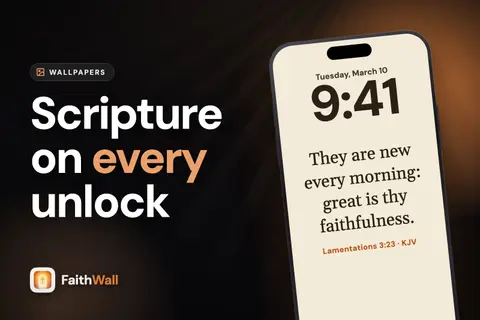 WALLPAPERS
Scripture
on every
unlock
FaithWall
Tuesday, March 10
9:41
They are new
every morning:
great is thy
faithfulness.
Lamentations 3:23 · KJV